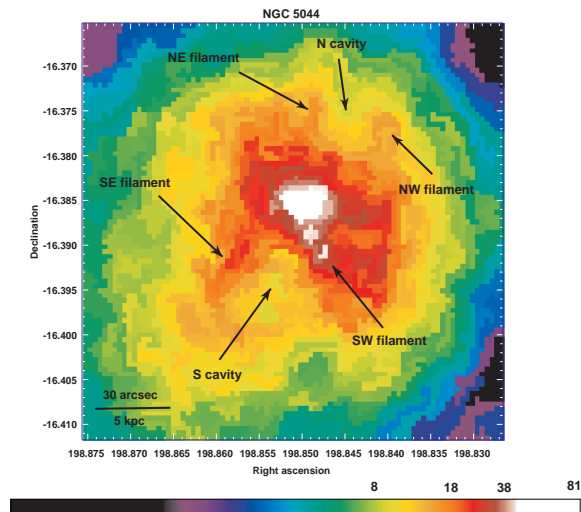 NGC 5044
N cavity
NE filament
-16.370
-16.375
-16.380
SE filament
NW filament
-16.385
Declination
-16.390
-16.395
-16.400
SW filament
S cavity
-16.405
30 arcsec
5 kpc
-16.410
198.875 198.870 198.865 198.860 198.855 198.850 198.845 198.840 198.835 198.830
Right ascension
8 18 38 81